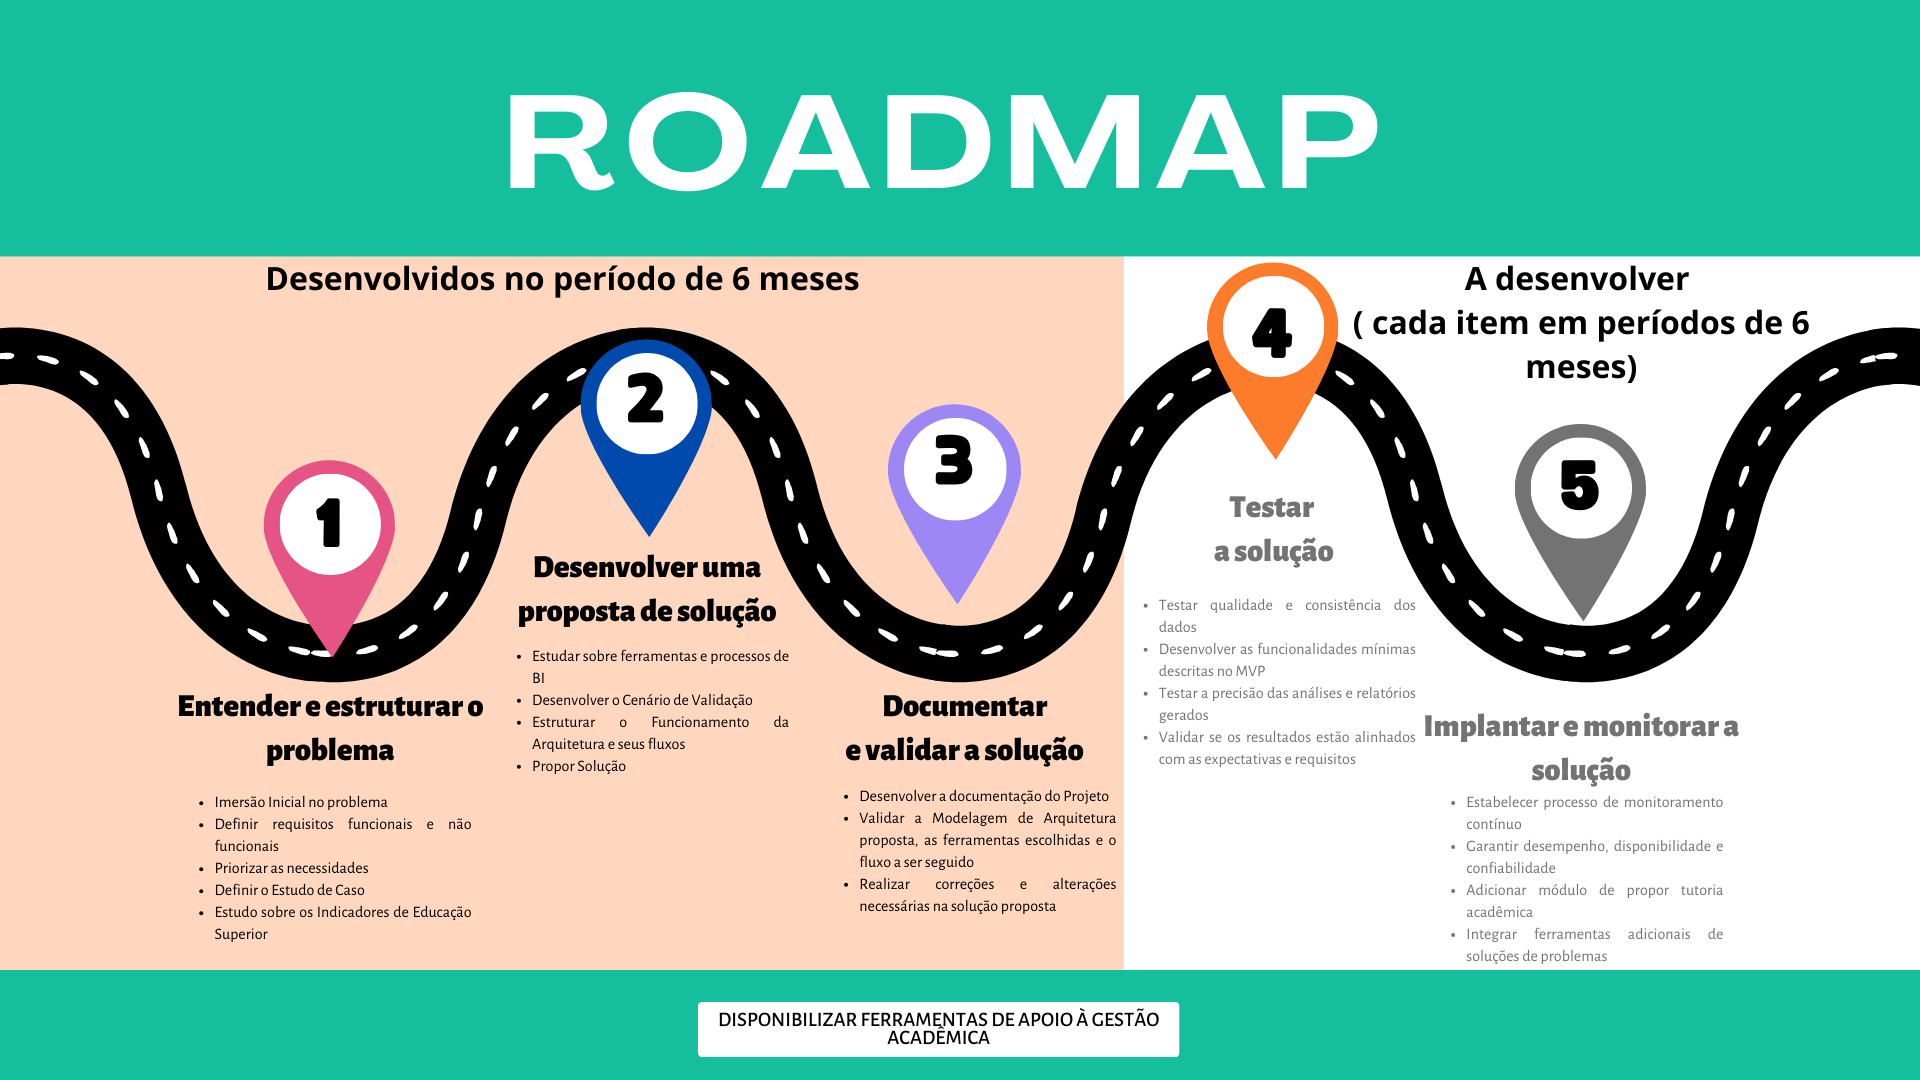 ROADMAP
Desenvolvidos no período de 6 meses
A desenvolver
( cada item em períodos de 6
meses)
1
Entender e estruturar o
problema
• Imersão Inicial no problema
• Definir requisitos funcionais e não
funcionais
• Priorizar as necessidades
• Definir o Estudo de Caso
• Estudo sobre os Indicadores de Educação
Superior
2
Desenvolver uma
proposta de solução
• Estudar sobre ferramentas e processos de
BI
• Desenvolver o Cenário de Validação
• Estruturar o Funcionamento da
Arquitetura e seus fluxos
• Propor Solução
3
Documentar
e validar a solução
• Desenvolver a documentação do Projeto
• Validar a Modelagem de Arquitetura
proposta, as ferramentas escolhidas e o
fluxo a ser seguido
• Realizar correções e alterações
necessárias na solução proposta
4
Testar
a solução
• Testar qualidade e consistência dos
dados
• Desenvolver as funcionalidades mínimas
descritas no MVP
• Testar a precisão das análises e relatórios
gerados
• Validar se os resultados estão alinhados
com as expectativas e requisitos
5
Implantar e monitorar a
solução
• Estabelecer processo de monitoramento
contínuo
• Garantir desempenho, disponibilidade e
confiabilidade
• Adicionar módulo de propor tutoria
acadêmica
• Integrar ferramentas adicionais de
soluções de problemas
DISPONIBILIZAR FERRAMENTAS DE APOIO À GESTÃO
ACADÊMICA